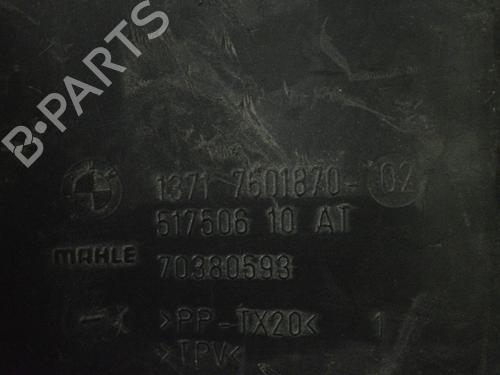 B-PARTS
1371 7601870- 02
517506 10 AT
MAHLE 70380593
>PP-TX20< 1
>TPV<